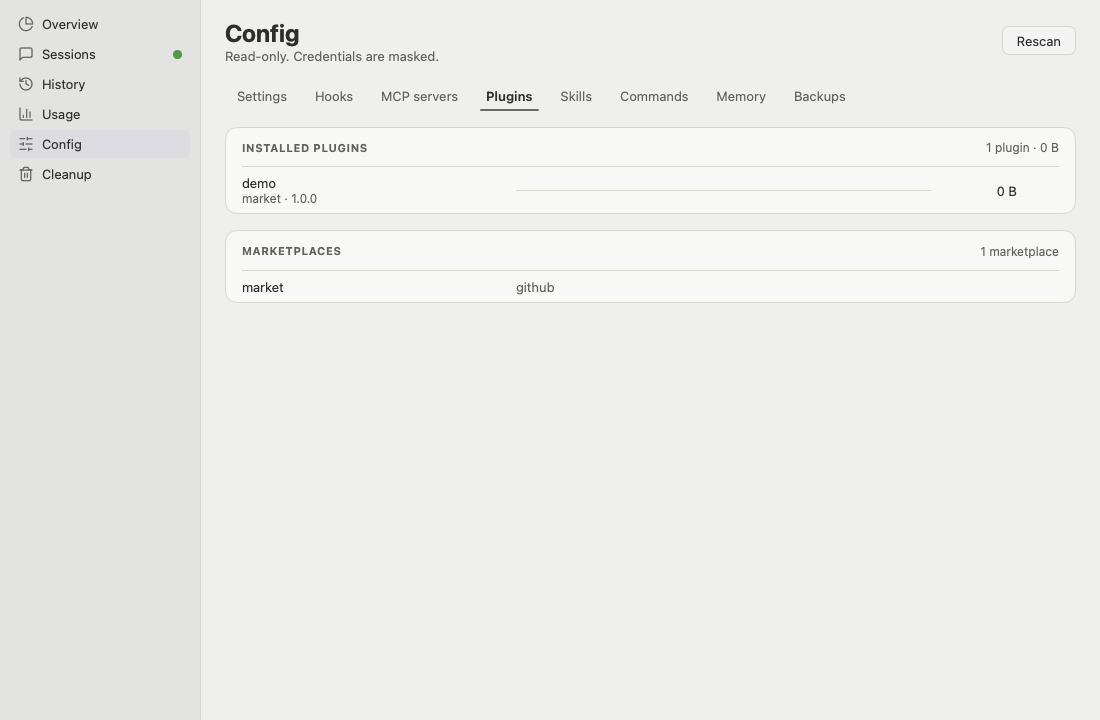 Overview
Sessions
History
Usage
Config
Cleanup
Config
Read-only. Credentials are masked.
Rescan
Settings Hooks MCP servers Plugins Skills Commands Memory Backups
INSTALLED PLUGINS 1 plugin · 0 B
demo
market · 1.0.0
0 B
MARKETPLACES 1 marketplace
market github